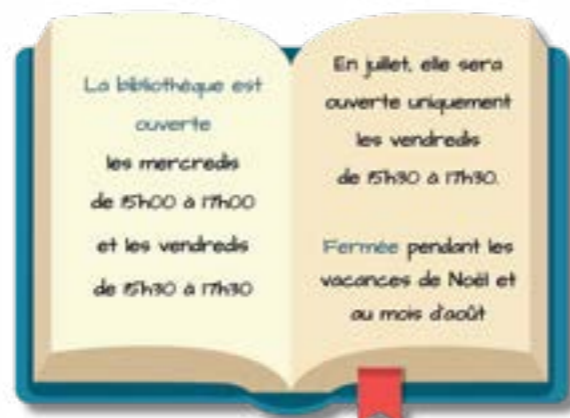 La bibliothèque est
ouverte
les mercredis
de 15h00 à 17h00
et les vendredis
de 15h30 à 17h30
En juillet, elle sera
ouverte uniquement
les vendredis
de 15h30 à 17h30.
Fermée pendant les
vacances de Noël et
au mois d'août